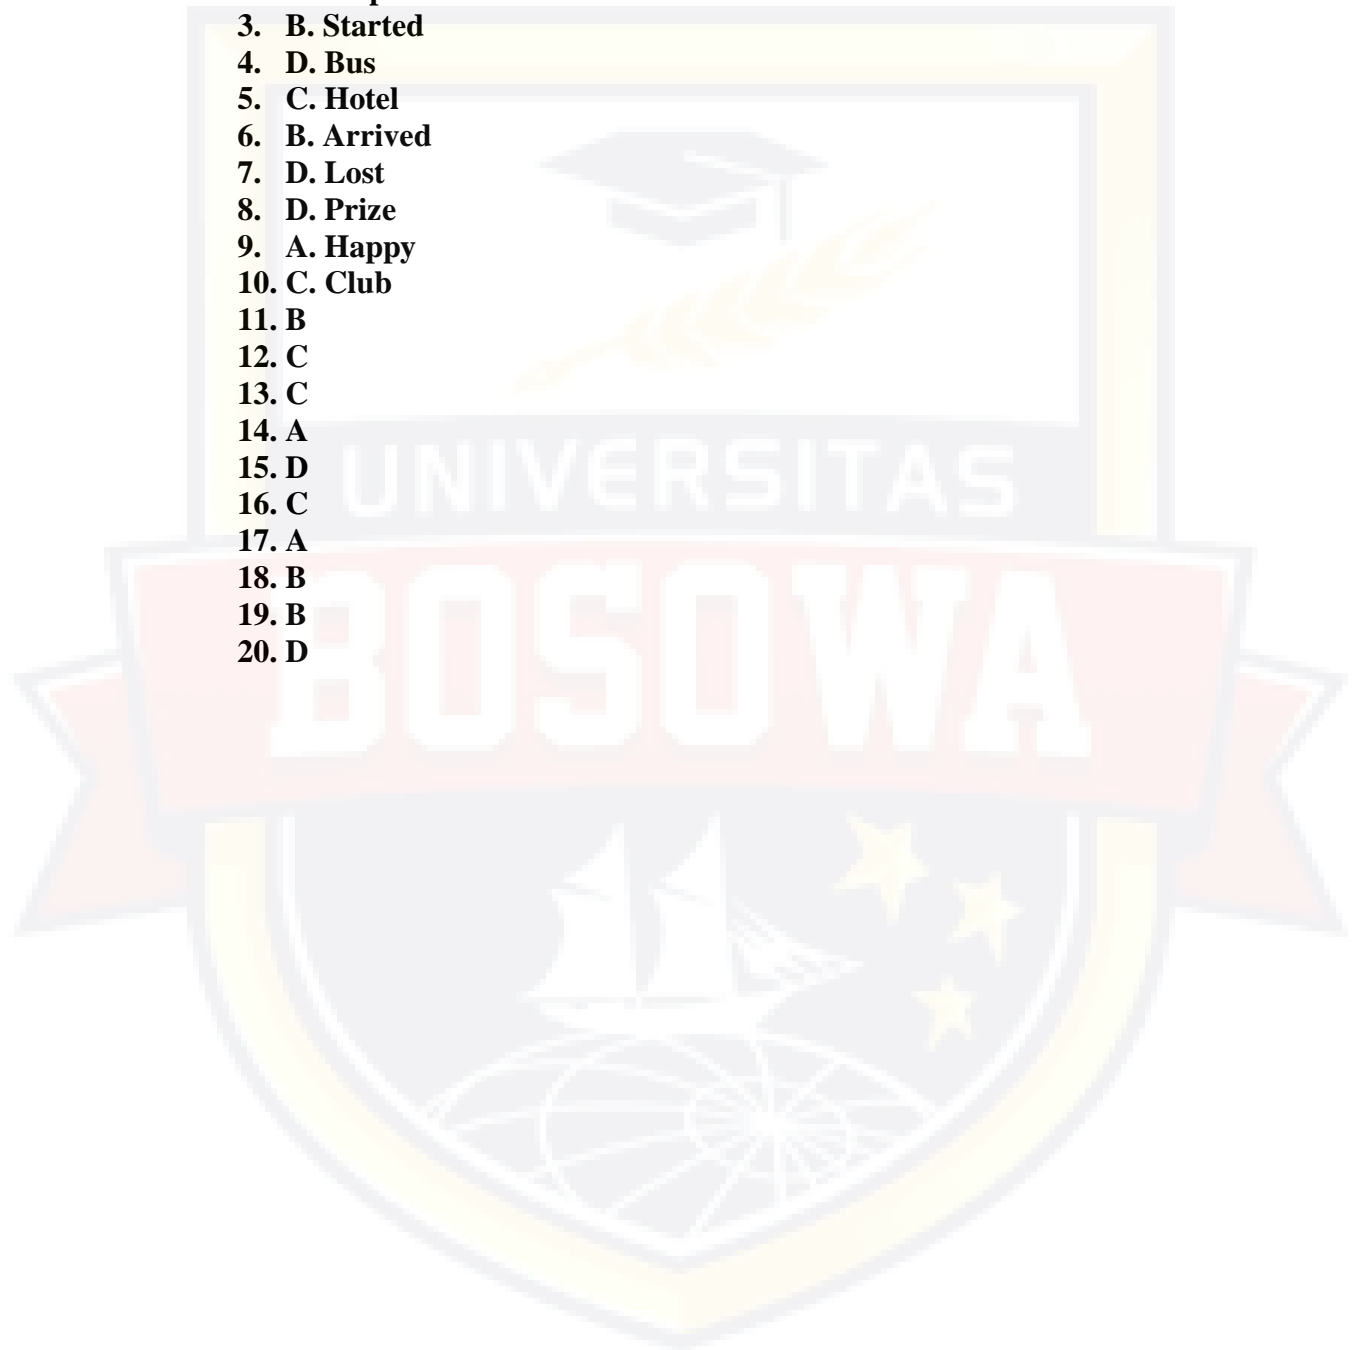 3. B. Started
4. D. Bus
5. C. Hotel
6. B. Arrived
7. D. Lost
8. D. Prize
9. A. Happy
10. C. Club
11. B
12. C
13. C
14. A
15. D
16. C
17. A
18. B
19. B
20. D
UNIVERSITAS
BOSOWA